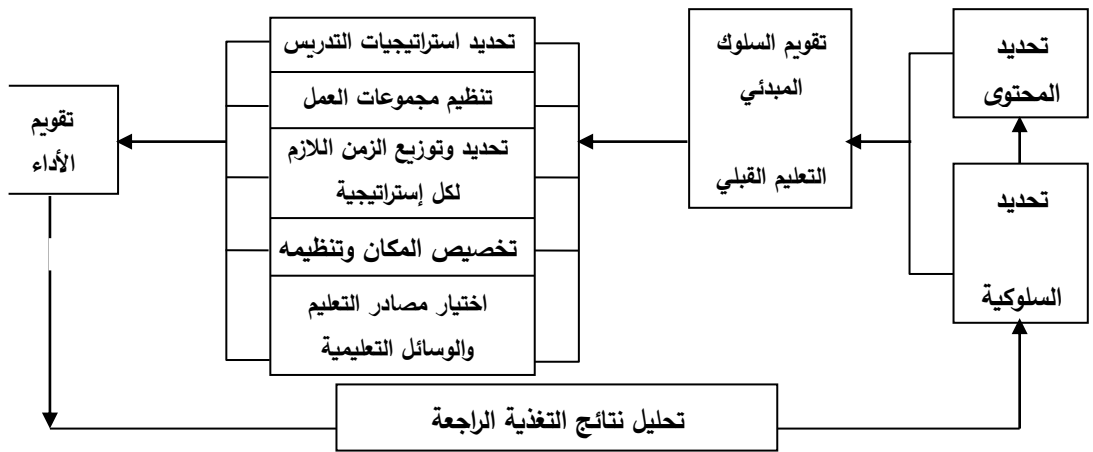 تحديد
المحتوى
تحديد
السلوكية
تقويم السلوك
المبدئي
التعليم القبلي
تحديد استراتيجيات التدريس
تنظيم مجموعات العمل
تحديد وتوزيع الزمن اللازم
لكل إستراتيجية
تخصيص المكان وتنظيمه
اختيار مصادر التعليم
والوسائل التعليمية
تقويم
الأداء
تحليل نتائج التغذية الراجعة